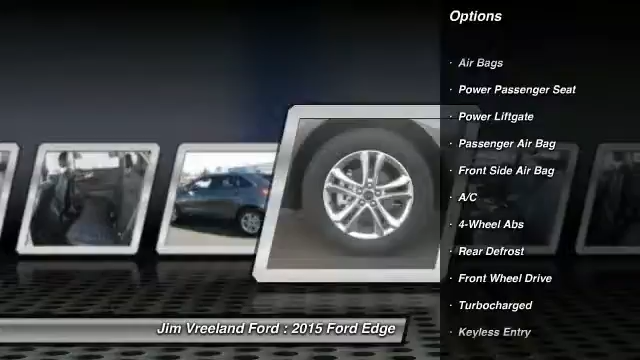 Options
· Air Bags
· Power Passenger Seat
· Power Liftgate
· Passenger Air Bag
· Front Side Air Bag
· A/C
· 4-Wheel Abs
· Rear Defrost
· Front Wheel Drive
· Turbocharged
· Keyless Entry
Jim Vreeland Ford : 2015 Ford Edge